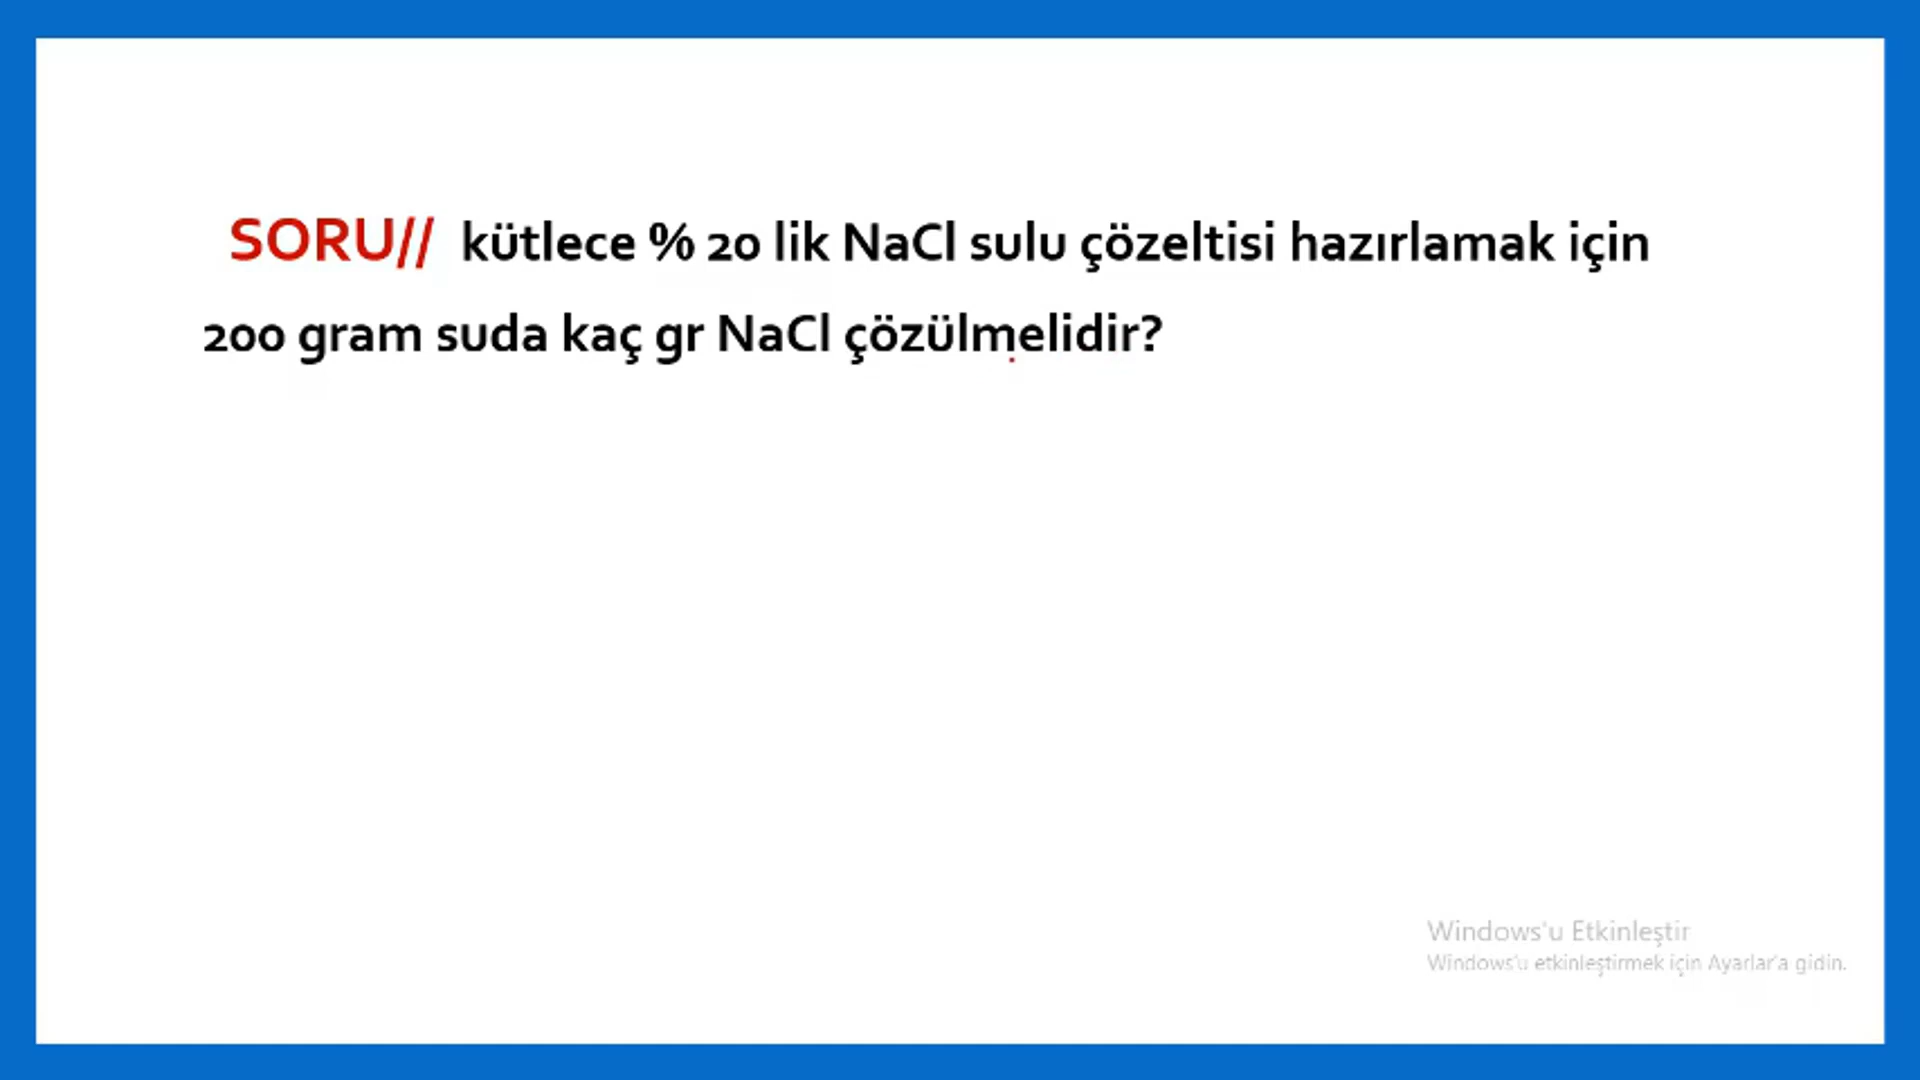 SORU// kütlece % 20 lik NaCl sulu çözeltisi hazırlamak için
200 gram suda kaç gr NaCl çözülmelidir?
Windows'u Etkinleştir
Windows'u etkinleştirmek için Ayarlar'a gidin.